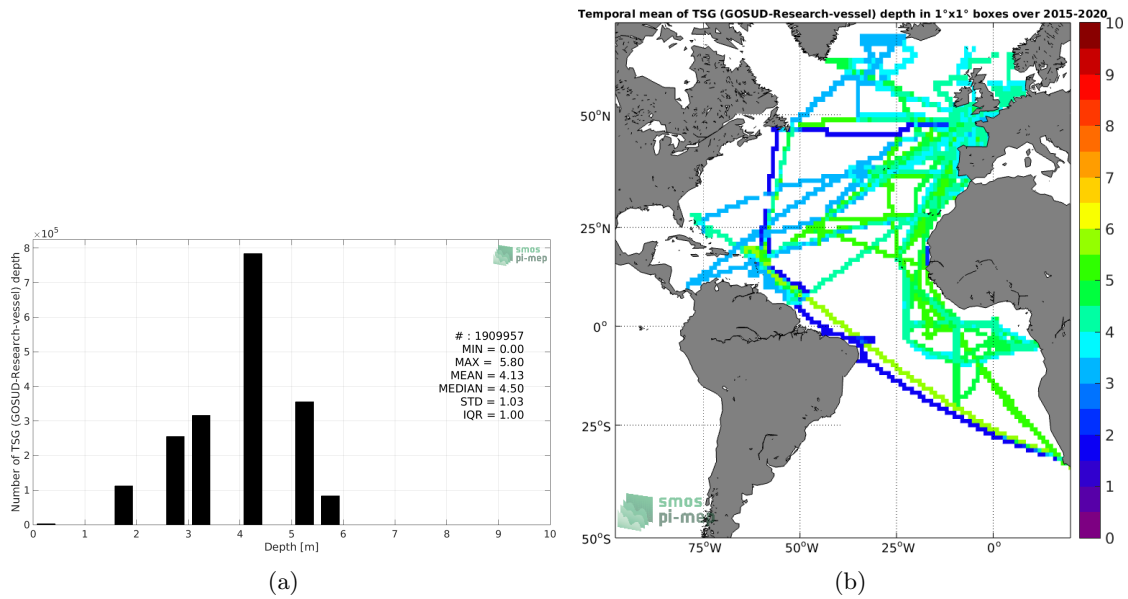 ×10⁵
Number of TSG (GOSUD-Research-vessel) depth
8
7
6
5
4
3
2
1
0
0 1 2 3 4 5 6 7 8 9 10
Depth [m]
smos
pi-mep
# : 1909957
MIN = 0.00
MAX = 5.80
MEAN = 4.13
MEDIAN = 4.50
STD = 1.03
IQR = 1.00
(a)
Temporal mean of TSG (GOSUD-Research-vessel) depth in 1°x1° boxes over 2015-2020
50°N
25°N
0°
25°S
50°S
75°W 50°W 25°W 0°
smos
pi-mep
10
9
8
7
6
5
4
3
2
1
0
(b)